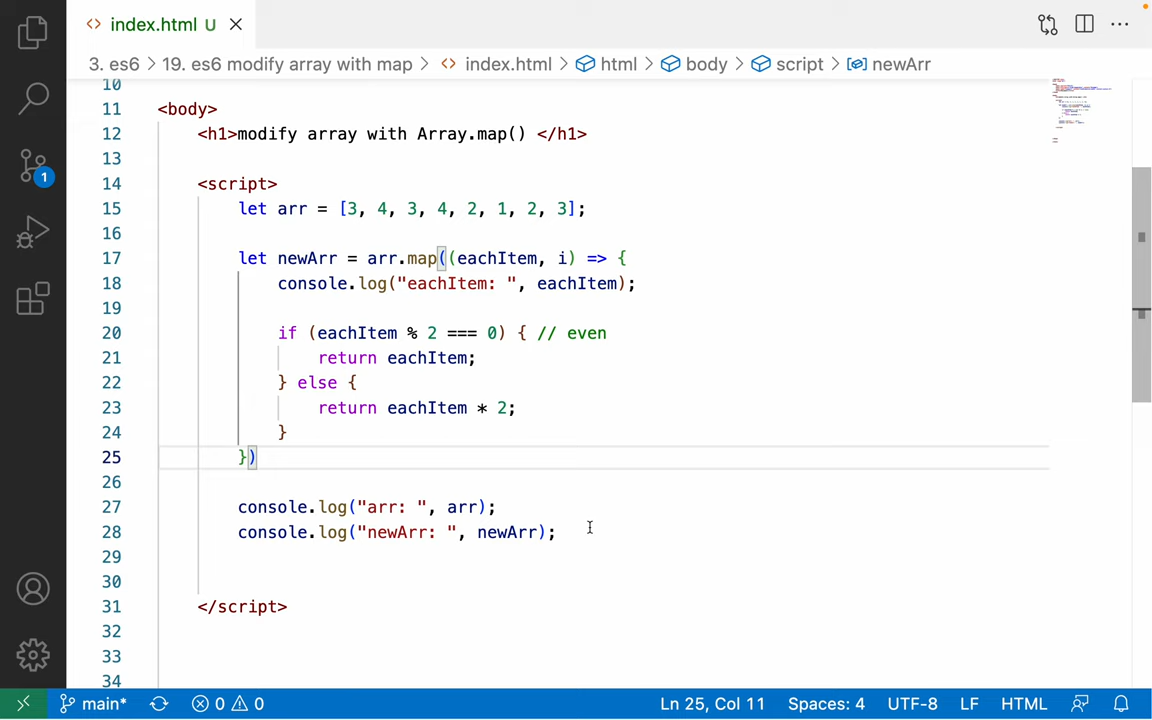 index.html U
3. es6 > 19. es6 modify array with map > index.html > html > body > script > newArr
10
11 <body>
12 <h1>modify array with Array.map() </h1>
13
14 <script>
15 let arr = [3, 4, 3, 4, 2, 1, 2, 3];
16
17 let newArr = arr.map((eachItem, i) => {
18 console.log("eachItem: ", eachItem);
19
20 if (eachItem % 2 === 0) { // even
21 return eachItem;
22 } else {
23 return eachItem * 2;
24 }
25 })
26
27 console.log("arr: ", arr);
28 console.log("newArr: ", newArr);
29
30
31 </script>
32
33
34
1
main* 0 0 Ln 25, Col 11 Spaces: 4 UTF-8 LF HTML